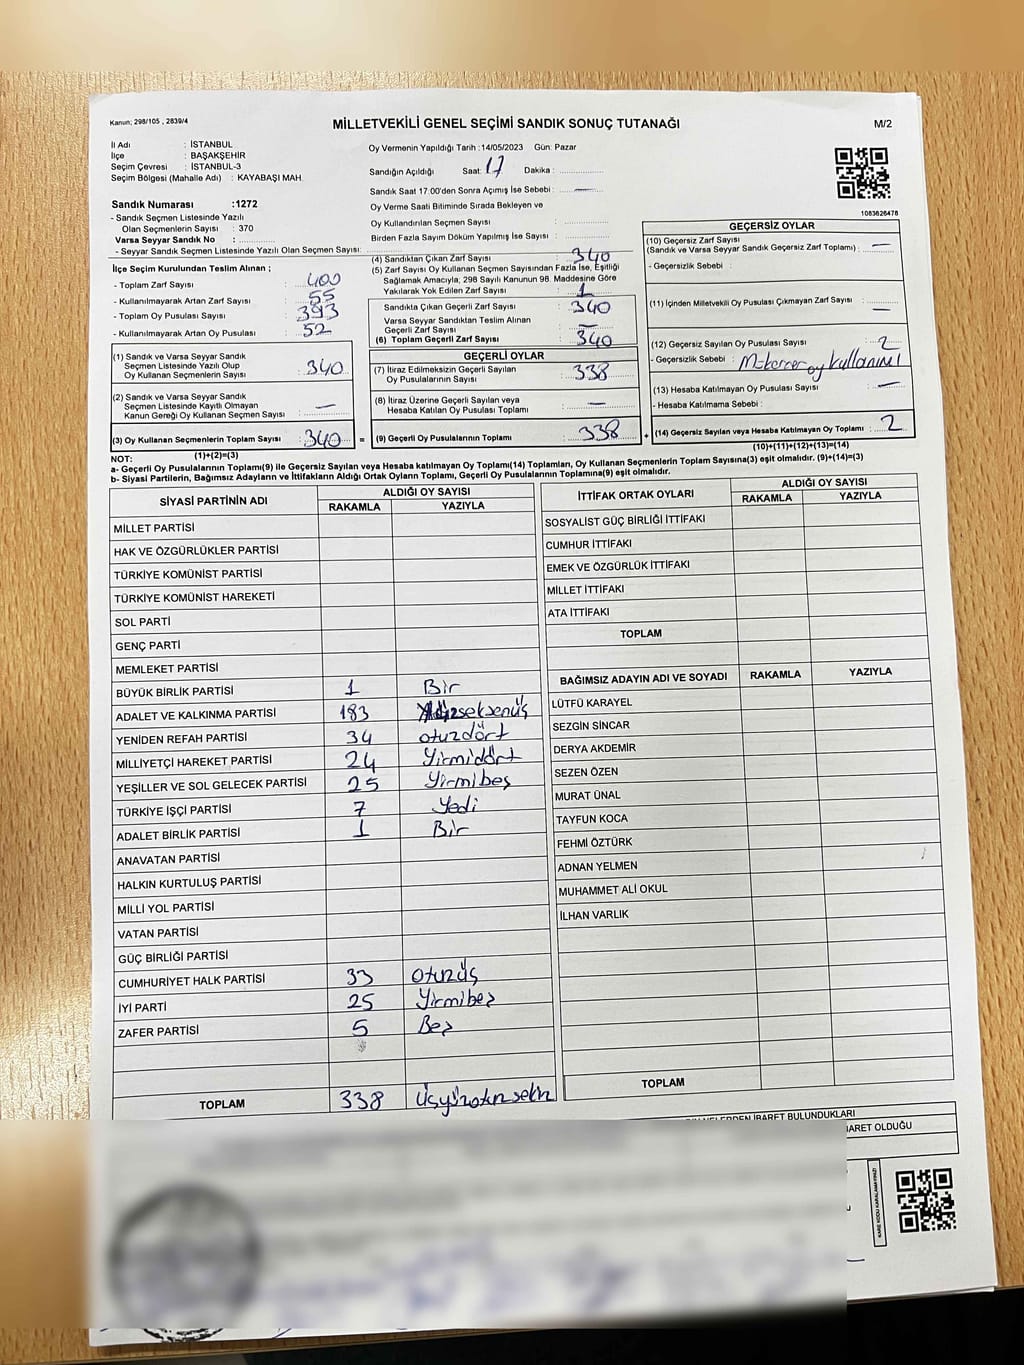 Kanun; 298/105 , 2839/4
MİLLETVEKİLİ GENEL SEÇİMİ SANDIK SONUÇ TUTANAĞI
M/2
İl Adı : İSTANBUL
İlçe : BAŞAKŞEHİR
Seçim Çevresi : İSTANBUL-3
Seçim Bölgesi (Mahalle Adı) : KAYABAŞI MAH.
Oy Vermenin Yapıldığı Tarih :14/05/2023 Gün: Pazar
Sandığın Açıldığı Saat: 17 Dakika :
Sandık Saat 17:00'den Sonra Açımış İse Sebebi : —
Oy Verme Saati Bitiminde Sırada Bekleyen ve
Oy Kullandırılan Seçmen Sayısı :
Birden Fazla Sayım Döküm Yapılmış İse Sayısı :
1083626478
Sandık Numarası :1272
- Sandık Seçmen Listesinde Yazılı
Olan Seçmenlerin Sayısı : 370
Varsa Seyyar Sandık No :
- Seyyar Sandık Seçmen Listesinde Yazılı Olan Seçmen Sayısı:
İlçe Seçim Kurulundan Teslim Alınan ;
- Toplam Zarf Sayısı : 400
- Kullanılmayarak Artan Zarf Sayısı : 55
- Toplam Oy Pusulası Sayısı : 393
- Kullanılmayarak Artan Oy Pusulası : 52
(1) Sandık ve Varsa Seyyar Sandık
Seçmen Listesinde Yazılı Olup
Oy Kullanan Seçmenlerin Sayısı : 340
(2) Sandık ve Varsa Seyyar Sandık
Seçmen Listesinde Kayıtlı Olmayan
Kanun Gereği Oy Kullanan Seçmen Sayısı : —
(3) Oy Kullanan Seçmenlerin Toplam Sayısı : 340 =
(1)+(2)=(3)
(4) Sandıktan Çıkan Zarf Sayısı : 340
(5) Zarf Sayısı Oy Kullanan Seçmen Sayısından Fazla İse, Eşitliği
Sağlamak Amacıyla; 298 Sayılı Kanunun 98. Maddesine Göre
Yakılarak Yok Edilen Zarf Sayısı : 1
Sandıkta Çıkan Geçerli Zarf Sayısı : 340
Varsa Seyyar Sandıktan Teslim Alınan
Geçerli Zarf Sayısı : —
(6) Toplam Geçerli Zarf Sayısı : 340
GEÇERLİ OYLAR
(7) İtiraz Edilmeksizin Geçerli Sayılan
Oy Pusulalarının Sayısı : 338
(8) İtiraz Üzerine Geçerli Sayılan veya
Hesaba Katılan Oy Pusulası Toplamı : —
(9) Geçerli Oy Pusulalarının Toplamı : 338 +
GEÇERSİZ OYLAR
(10) Geçersiz Zarf Sayısı
(Sandık ve Varsa Seyyar Sandık Geçersiz Zarf Toplamı) : —
- Geçersizlik Sebebi :
(11) İçinden Milletvekili Oy Pusulası Çıkmayan Zarf Sayısı : —
(12) Geçersiz Sayılan Oy Pusulası Sayısı : 2
- Geçersizlik Sebebi : Mükerrer oy kullanımı
(13) Hesaba Katılmayan Oy Pusulası Sayısı : —
- Hesaba Katılmama Sebebi :
(14) Geçersiz Sayılan veya Hesaba Katılmayan Oy Toplamı : 2
(10)+(11)+(12)+(13)=(14)
NOT:
a- Geçerli Oy Pusulalarının Toplamı(9) ile Geçersiz Sayılan veya Hesaba katılmayan Oy Toplamı(14) Toplamları, Oy Kullanan Seçmenlerin Toplam Sayısına(3) eşit olmalıdır. (9)+(14)=(3)
b- Siyasi Partilerin, Bağımsız Adayların ve İttifakların Aldığı Ortak Oyların Toplamı, Geçerli Oy Pusulalarının Toplamına(9) eşit olmalıdır.
SİYASİ PARTİNİN ADI
ALDIĞI OY SAYISI
RAKAMLA YAZIYLA
MİLLET PARTİSİ
HAK VE ÖZGÜRLÜKLER PARTİSİ
TÜRKİYE KOMÜNİST PARTİSİ
TÜRKİYE KOMÜNİST HAREKETİ
SOL PARTİ
GENÇ PARTİ
MEMLEKET PARTİSİ
BÜYÜK BİRLİK PARTİSİ 1 Bir
ADALET VE KALKINMA PARTİSİ 183 Yüzseksenüç
YENİDEN REFAH PARTİSİ 34 otuzdört
MİLLİYETÇİ HAREKET PARTİSİ 24 Yirmidört
YEŞİLLER VE SOL GELECEK PARTİSİ 25 Yirmibeş
TÜRKİYE İŞÇİ PARTİSİ 7 Yedi
ADALET BİRLİK PARTİSİ 1 Bir
ANAVATAN PARTİSİ
HALKIN KURTULUŞ PARTİSİ
MİLLİ YOL PARTİSİ
VATAN PARTİSİ
GÜÇ BİRLİĞİ PARTİSİ
CUMHURİYET HALK PARTİSİ 33 otuzüç
İYİ PARTİ 25 Yirmibeş
ZAFER PARTİSİ 5 Beş
TOPLAM 338 Üçyüzotuzsekiz
İTTİFAK ORTAK OYLARI
ALDIĞI OY SAYISI
RAKAMLA YAZIYLA
SOSYALİST GÜÇ BİRLİĞİ İTTİFAKI
CUMHUR İTTİFAKI
EMEK VE ÖZGÜRLÜK İTTİFAKI
MİLLET İTTİFAKI
ATA İTTİFAKI
TOPLAM
BAĞIMSIZ ADAYIN ADI VE SOYADI RAKAMLA YAZIYLA
LÜTFÜ KARAYEL
SEZGİN SİNCAR
DERYA AKDEMİR
SEZEN ÖZEN
MURAT ÜNAL
TAYFUN KOCA
FEHMİ ÖZTÜRK
ADNAN YELMEN
MUHAMMET ALİ OKUL
İLHAN VARLIK
TOPLAM
İBARET BULUNDUKLARI
OLDUĞU